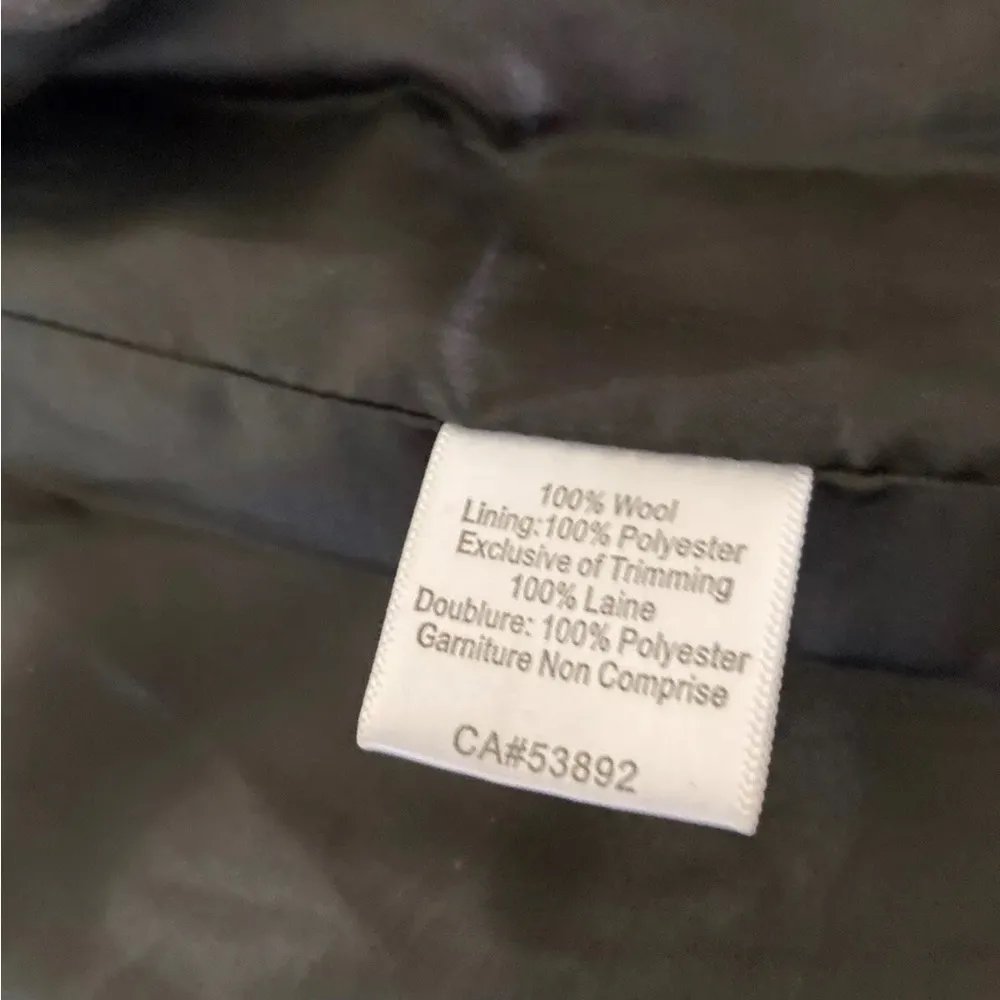 100% Wool
Lining:100% Polyester
Exclusive of Trimming
100% Laine
Doublure: 100% Polyester
Garniture Non Comprise
CA#53892